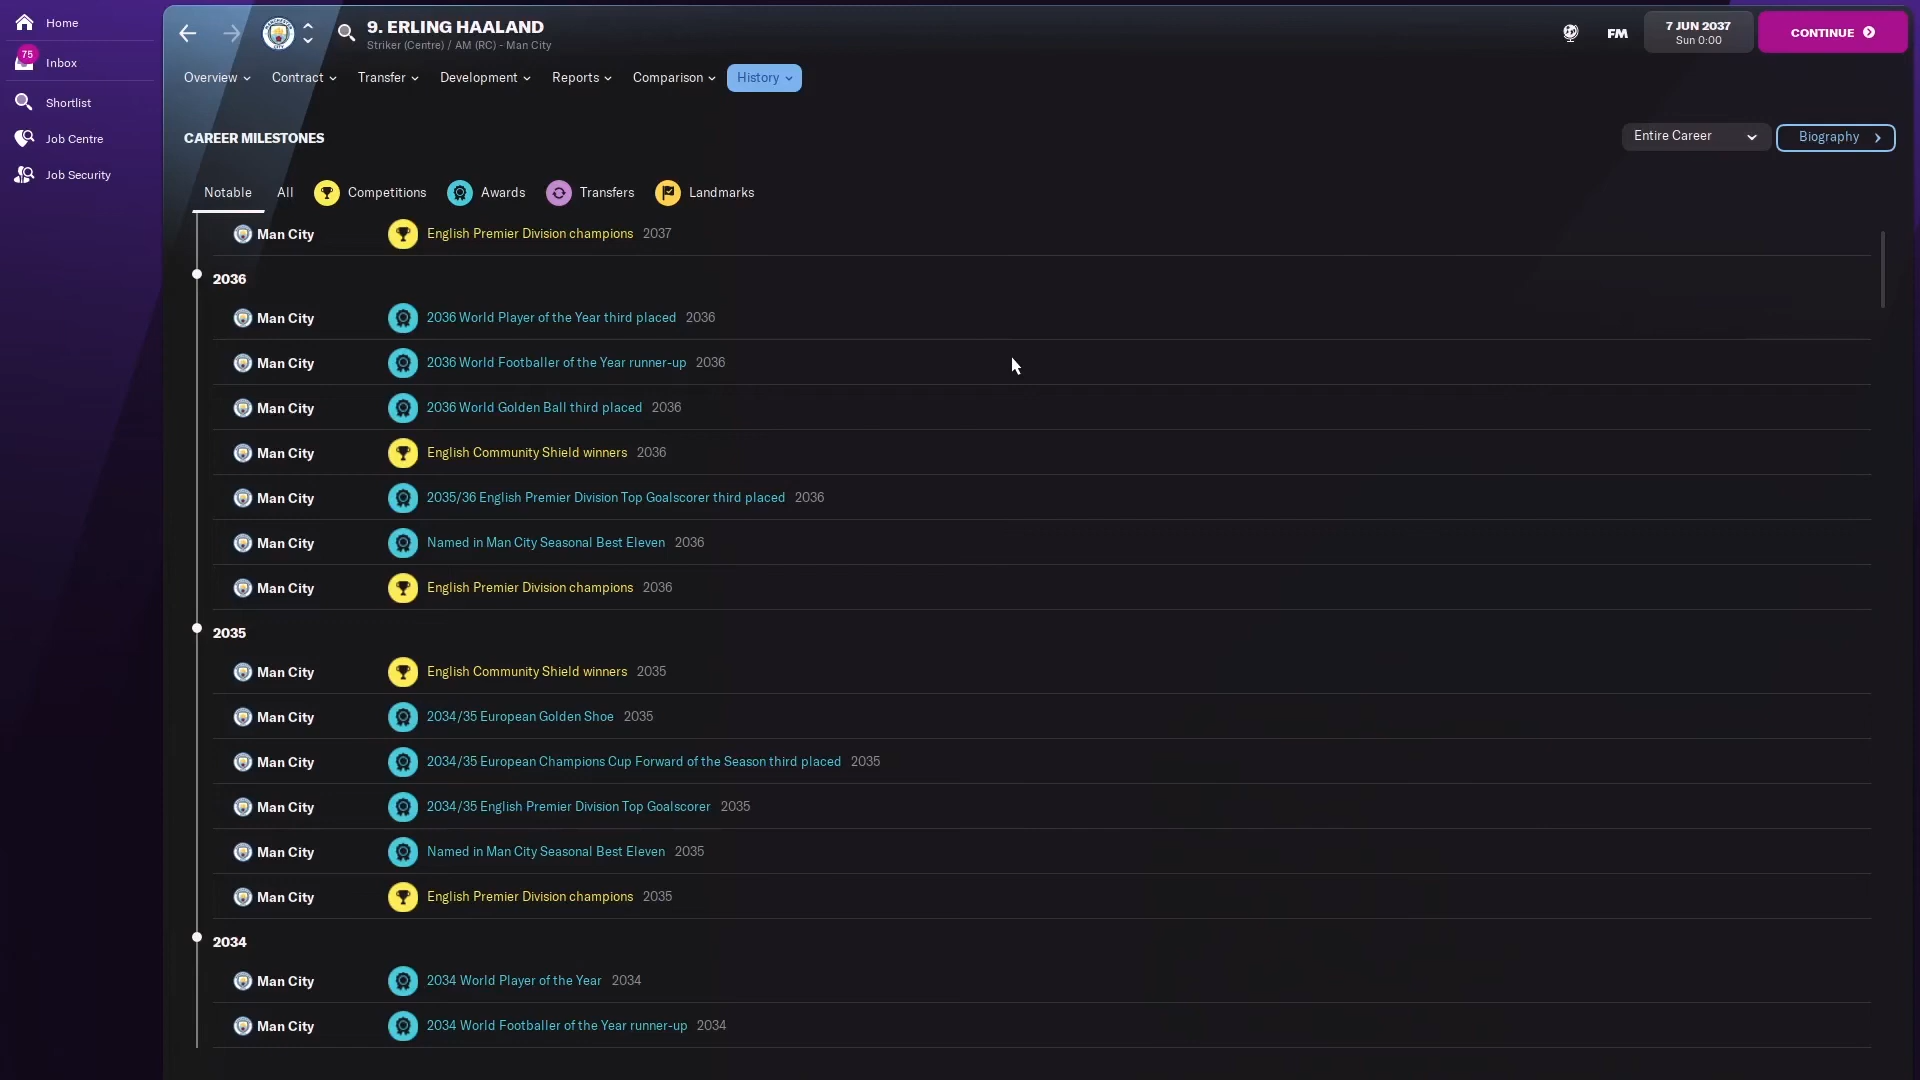 Home
75
Inbox
Shortlist
Job Centre
Job Security
9. ERLING HAALAND
Striker (Centre) / AM (RC) - Man City
FM
7 JUN 2037
Sun 0:00
CONTINUE
Overview
Contract
Transfer
Development
Reports
Comparison
History
CAREER MILESTONES
Entire Career
Biography
Notable
All
Competitions
Awards
Transfers
Landmarks
Man City English Premier Division champions 2037
2036
Man City 2036 World Player of the Year third placed 2036
Man City 2036 World Footballer of the Year runner-up 2036
Man City 2036 World Golden Ball third placed 2036
Man City English Community Shield winners 2036
Man City 2035/36 English Premier Division Top Goalscorer third placed 2036
Man City Named in Man City Seasonal Best Eleven 2036
Man City English Premier Division champions 2036
2035
Man City English Community Shield winners 2035
Man City 2034/35 European Golden Shoe 2035
Man City 2034/35 European Champions Cup Forward of the Season third placed 2035
Man City 2034/35 English Premier Division Top Goalscorer 2035
Man City Named in Man City Seasonal Best Eleven 2035
Man City English Premier Division champions 2035
2034
Man City 2034 World Player of the Year 2034
Man City 2034 World Footballer of the Year runner-up 2034